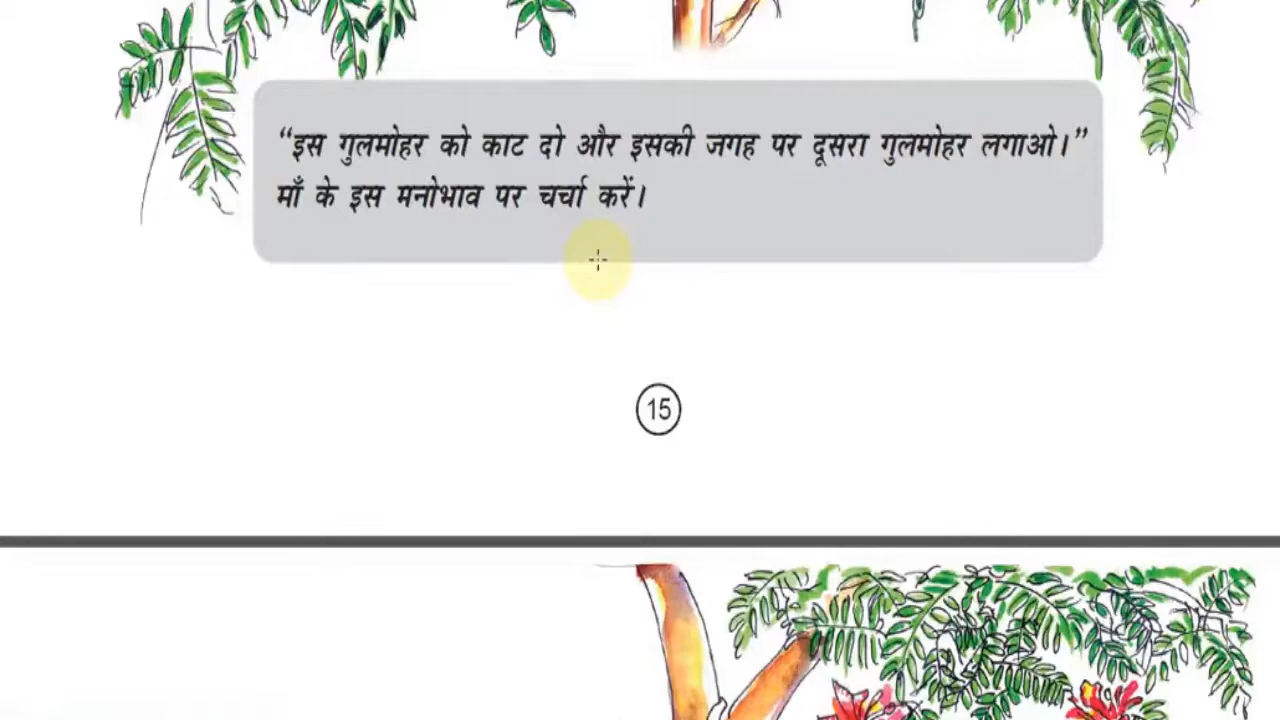 “इस गुलमोहर को काट दो और इसकी जगह पर दूसरा गुलमोहर लगाओ।”
माँ के इस मनोभाव पर चर्चा करें।
15